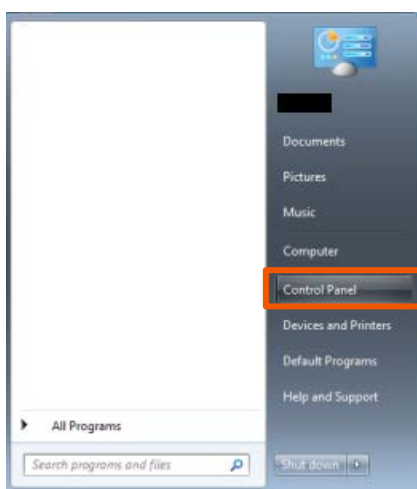 Documents
Pictures
Music
Computer
Control Panel
Devices and Printers
Default Programs
Help and Support
All Programs
Search programs and files
Shut down